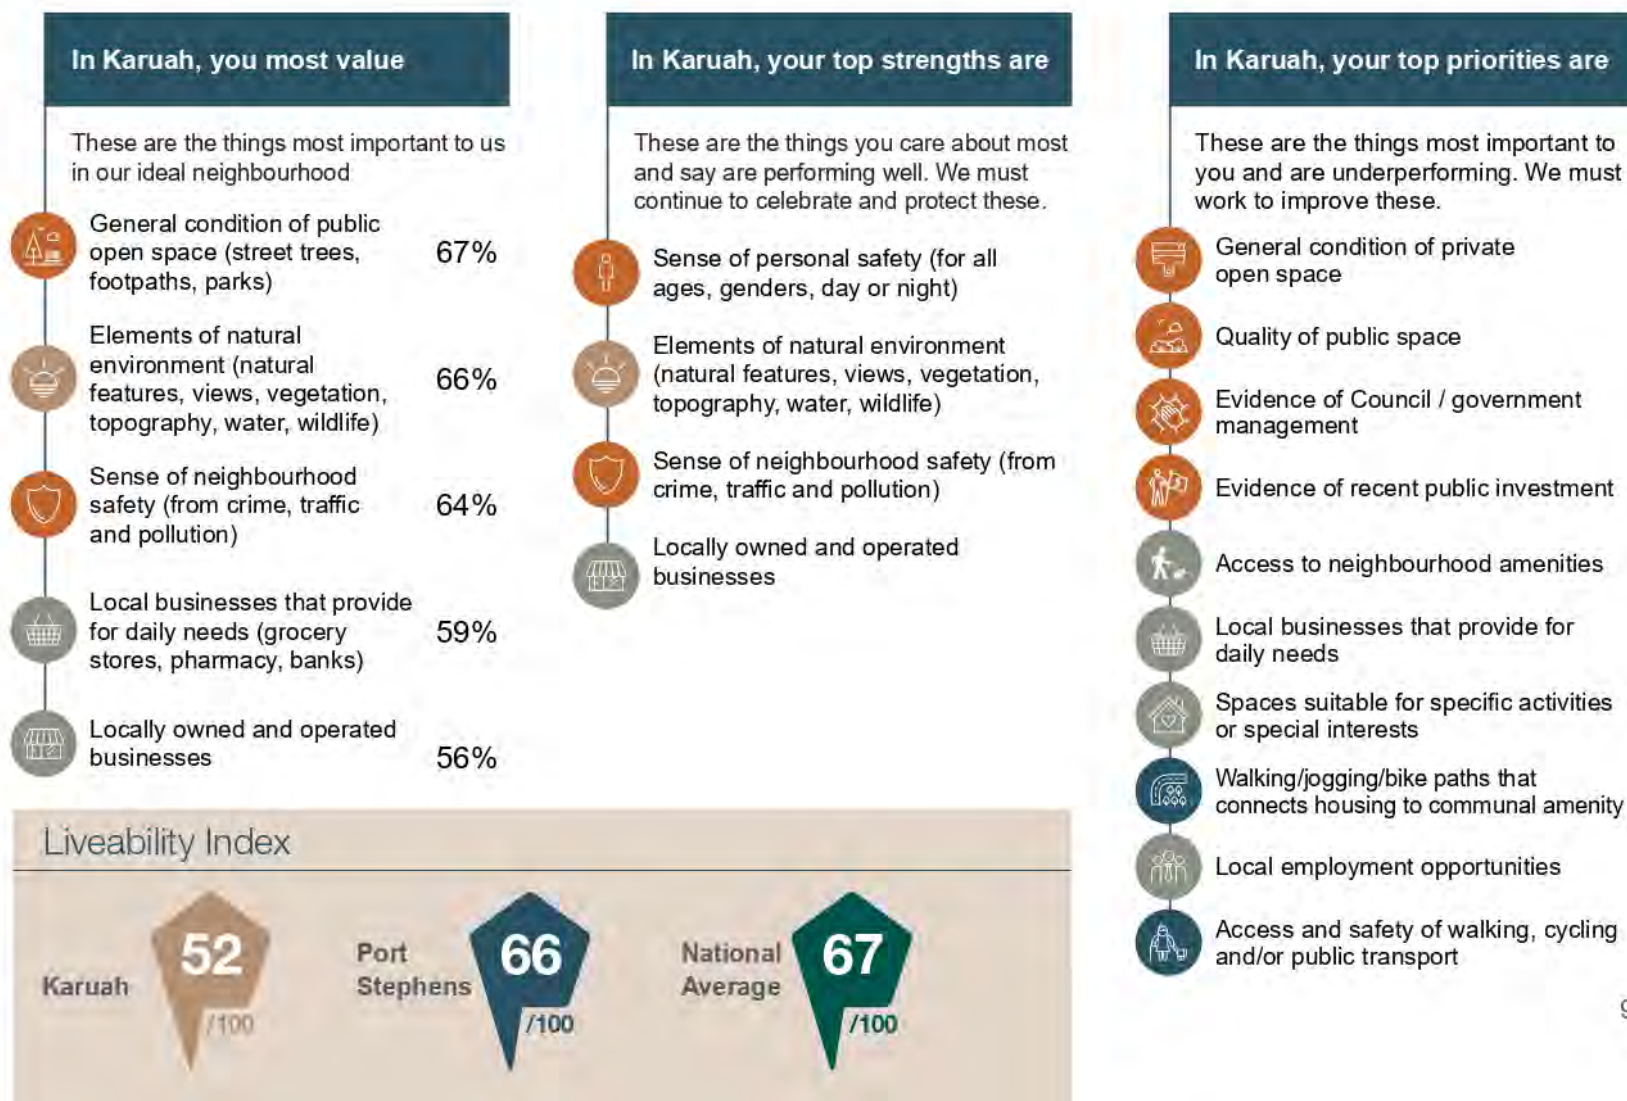 In Karuah, you most value
These are the things most important to us
in our ideal neighbourhood
General condition of public
open space (street trees,
footpaths, parks)
67%
Elements of natural
environment (natural
features, views, vegetation,
topography, water, wildlife)
66%
Sense of neighbourhood
safety (from crime, traffic
and pollution)
64%
Local businesses that provide
for daily needs (grocery
stores, pharmacy, banks)
59%
Locally owned and operated
businesses
56%
In Karuah, your top strengths are
These are the things you care about most
and say are performing well. We must
continue to celebrate and protect these.
Sense of personal safety (for all
ages, genders, day or night)
Elements of natural environment
(natural features, views, vegetation,
topography, water, wildlife)
Sense of neighbourhood safety (from
crime, traffic and pollution)
Locally owned and operated
businesses
In Karuah, your top priorities are
These are the things most important to
you and are underperforming. We must
work to improve these.
General condition of private
open space
Quality of public space
Evidence of Council / government
management
Evidence of recent public investment
Access to neighbourhood amenities
Local businesses that provide for
daily needs
Spaces suitable for specific activities
or special interests
Walking/jogging/bike paths that
connects housing to communal amenity
Local employment opportunities
Access and safety of walking, cycling
and/or public transport
Liveability Index
Karuah
52
/100
Port
Stephens
66
/100
National
Average
67
/100